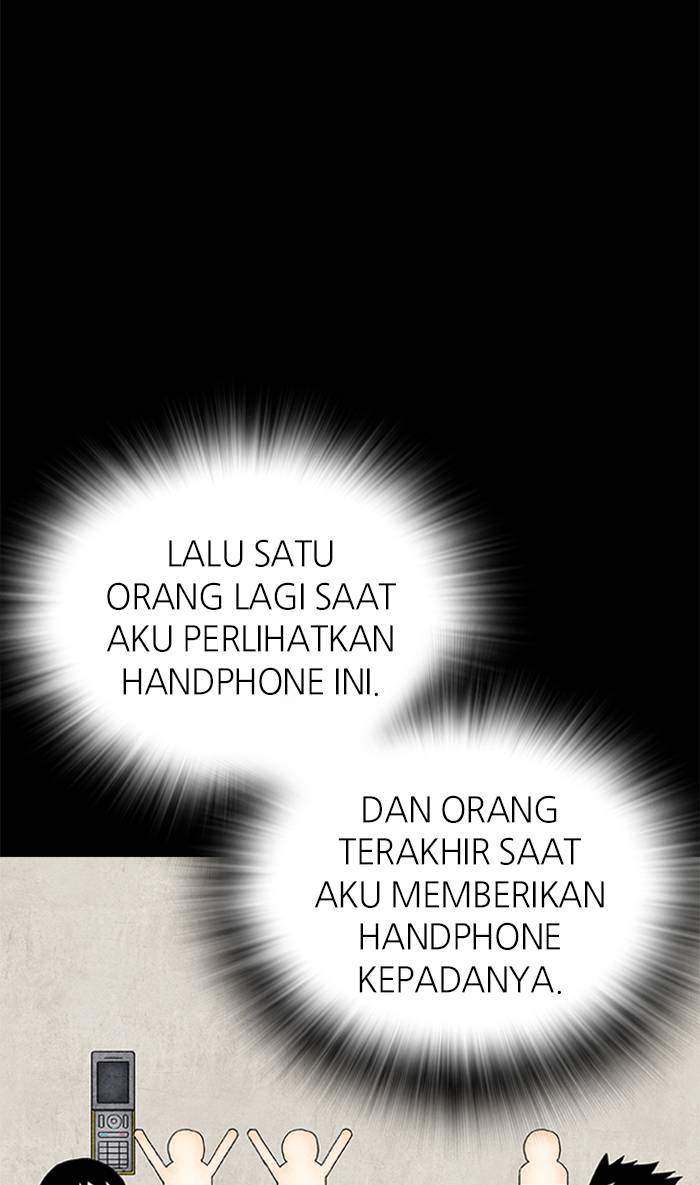 LALU SATU
ORANG LAGI SAAT
AKU PERLIHATKAN
HANDPHONE INI.
DAN ORANG
TERAKHIR SAAT
AKU MEMBERIKAN
HANDPHONE
KEPADANYA.